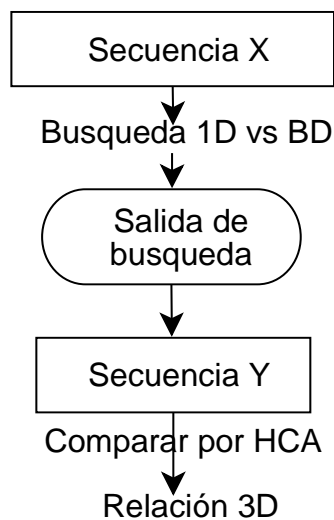 Secuencia X
Busqueda 1D vs BD
Salida de
busqueda
Secuencia Y
Comparar por HCA
Relación 3D